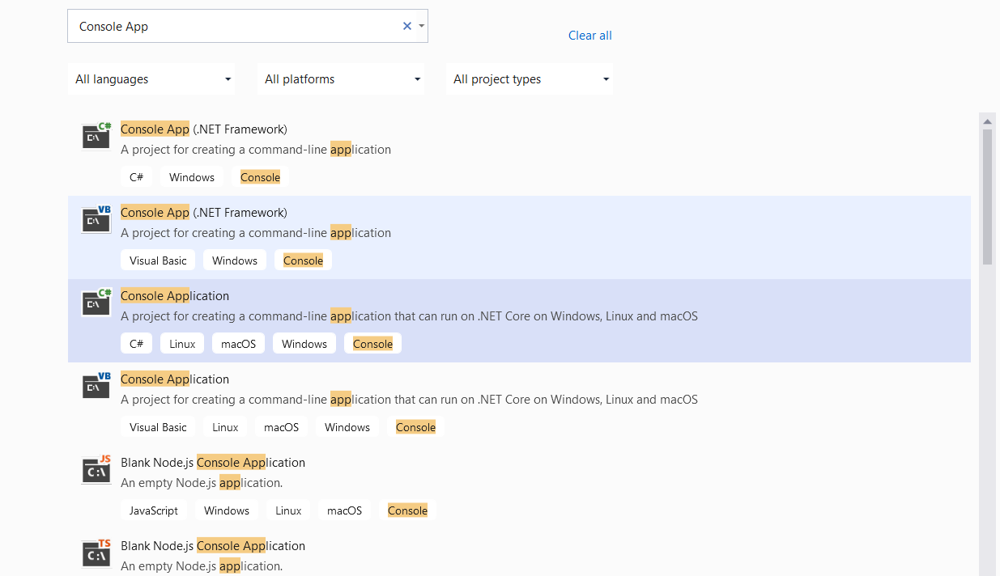 Console App
Clear all
All languages All platforms All project types
C#
C:\
Console App (.NET Framework)
A project for creating a command-line application
C# Windows Console
VB
C:\
Console App (.NET Framework)
A project for creating a command-line application
Visual Basic Windows Console
C#
C:\
Console Application
A project for creating a command-line application that can run on .NET Core on Windows, Linux and macOS
C# Linux macOS Windows Console
VB
C:\
Console Application
A project for creating a command-line application that can run on .NET Core on Windows, Linux and macOS
Visual Basic Linux macOS Windows Console
JS
C:\
Blank Node.js Console Application
An empty Node.js application.
JavaScript Windows Linux macOS Console
TS
C:\
Blank Node.js Console Application
An empty Node.js application.